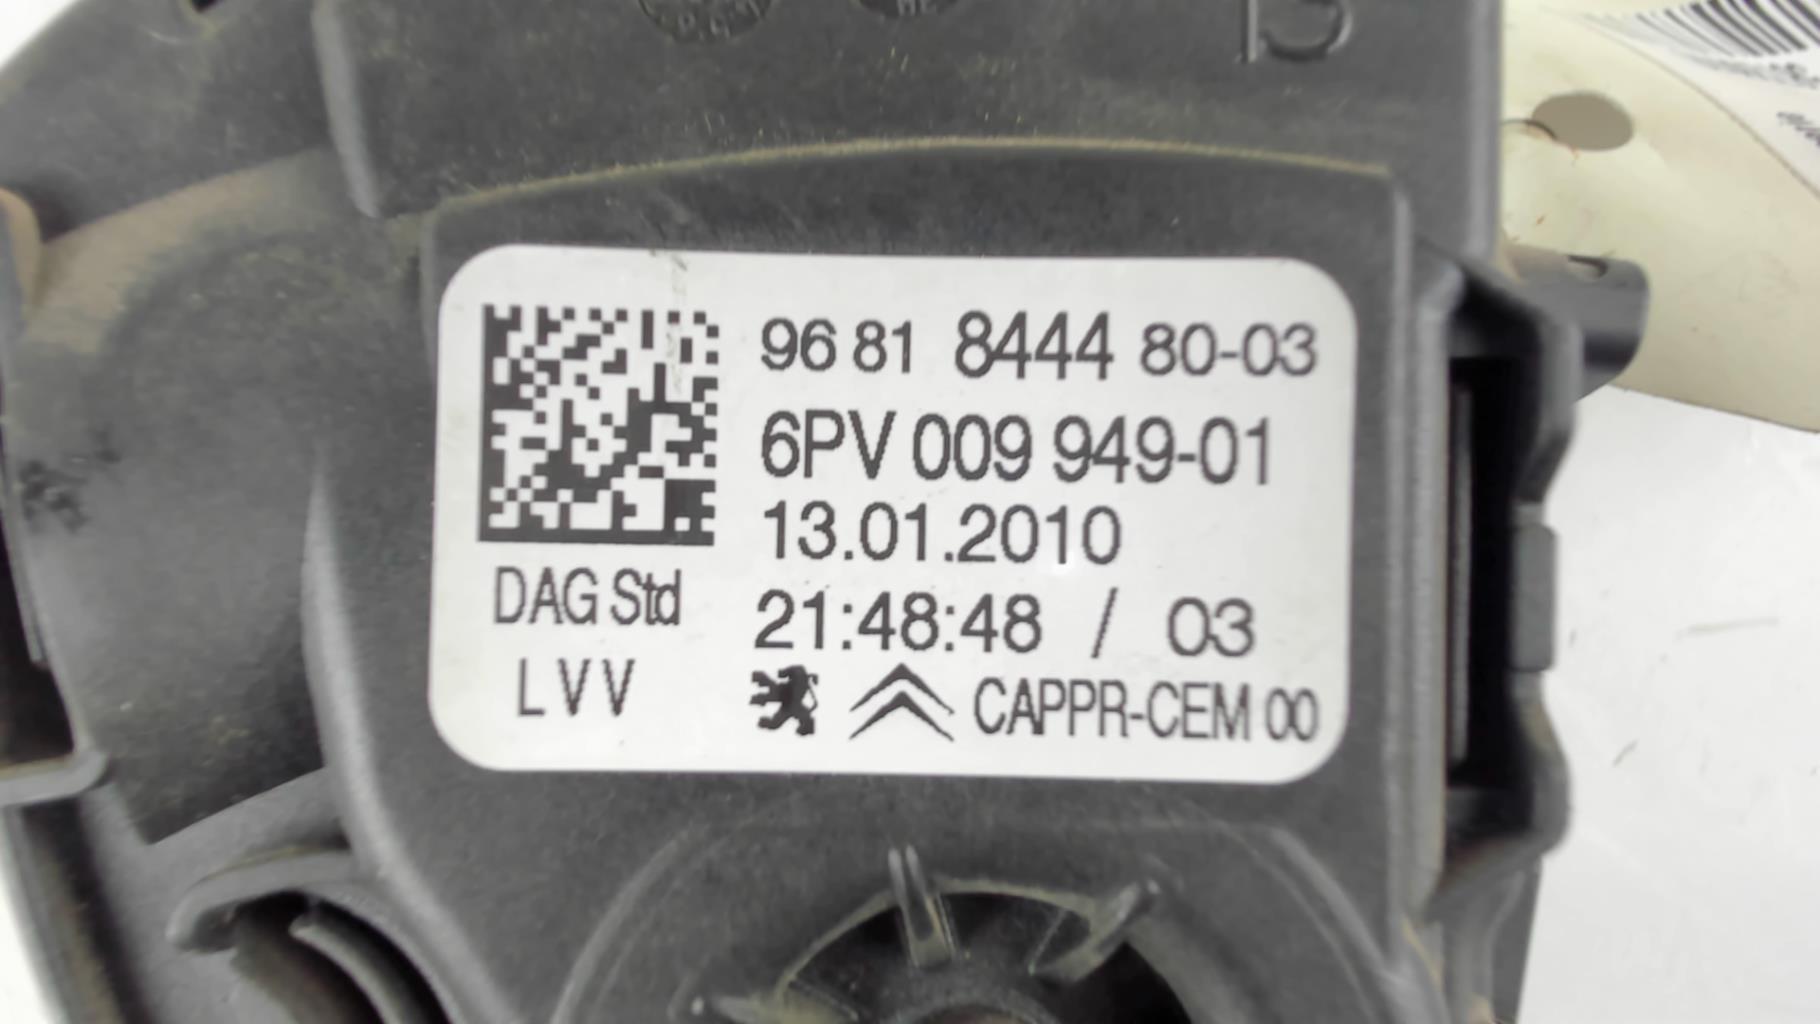 96 81 8444 80-03
6PV 009 949-01
13.01.2010
21:48:48 / 03
CAPPR-CEM 00
DAG Std
LVV